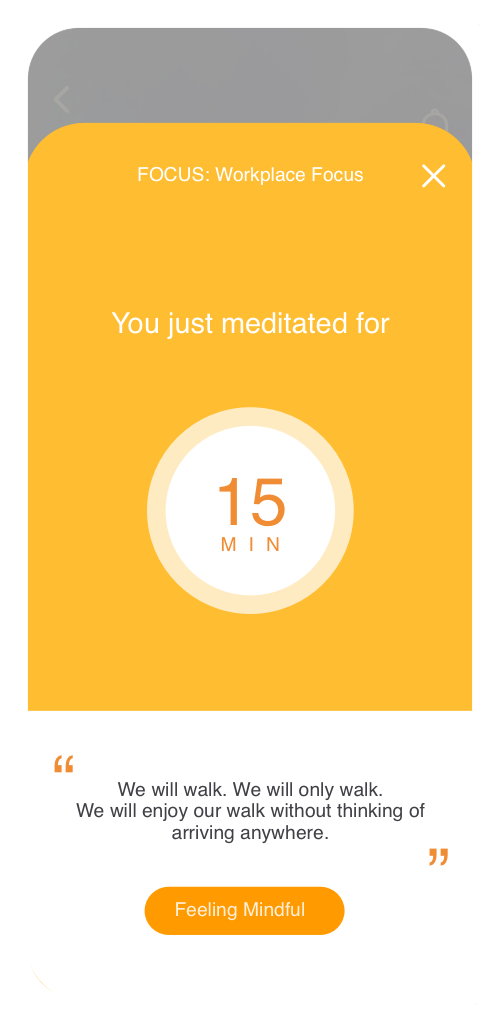 FOCUS: Workplace Focus
You just meditated for
15
MIN
“
We will walk. We will only walk.
We will enjoy our walk without thinking of
arriving anywhere.
”
Feeling Mindful